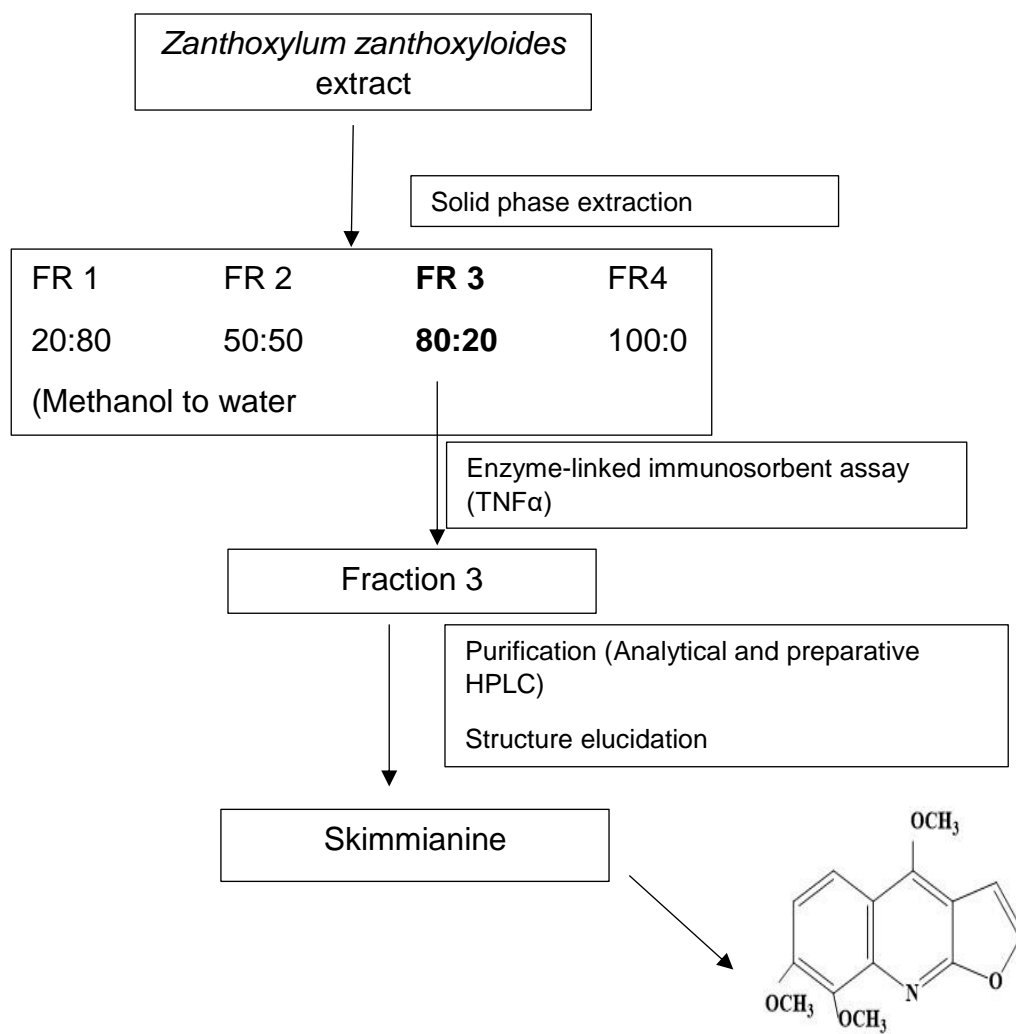 Zanthoxylum zanthoxyloides
extract
Solid phase extraction
FR 1 FR 2 FR 3 FR4
20:80 50:50 80:20 100:0
(Methanol to water
Enzyme-linked immunosorbent assay
(TNFα)
Fraction 3
Purification (Analytical and preparative
HPLC)
Structure elucidation
Skimmianine
OCH₃
N
O
OCH₃
OCH₃